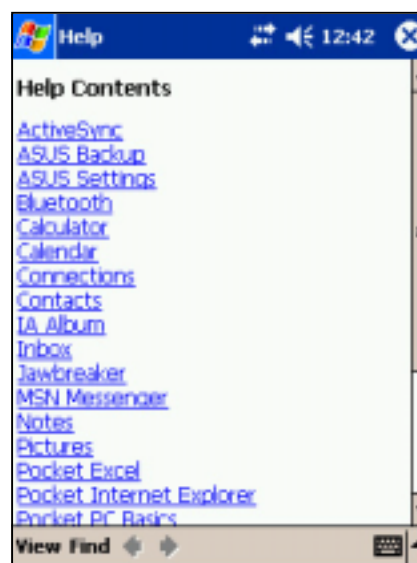 Help 12:42
Help Contents
ActiveSync
ASUS Backup
ASUS Settings
Bluetooth
Calculator
Calendar
Connections
Contacts
IA Album
Inbox
Jawbreaker
MSN Messenger
Notes
Pictures
Pocket Excel
Pocket Internet Explorer
Pocket PC Basics
View Find